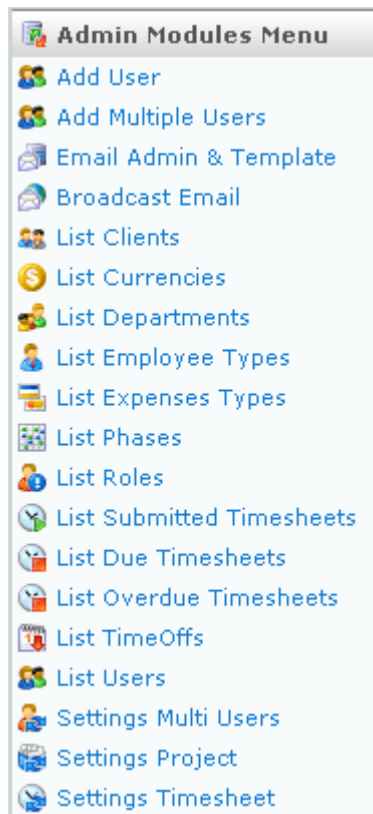 Admin Modules Menu
Add User
Add Multiple Users
Email Admin & Template
Broadcast Email
List Clients
List Currencies
List Departments
List Employee Types
List Expenses Types
List Phases
List Roles
List Submitted Timesheets
List Due Timesheets
List Overdue Timesheets
List TimeOffs
List Users
Settings Multi Users
Settings Project
Settings Timesheet